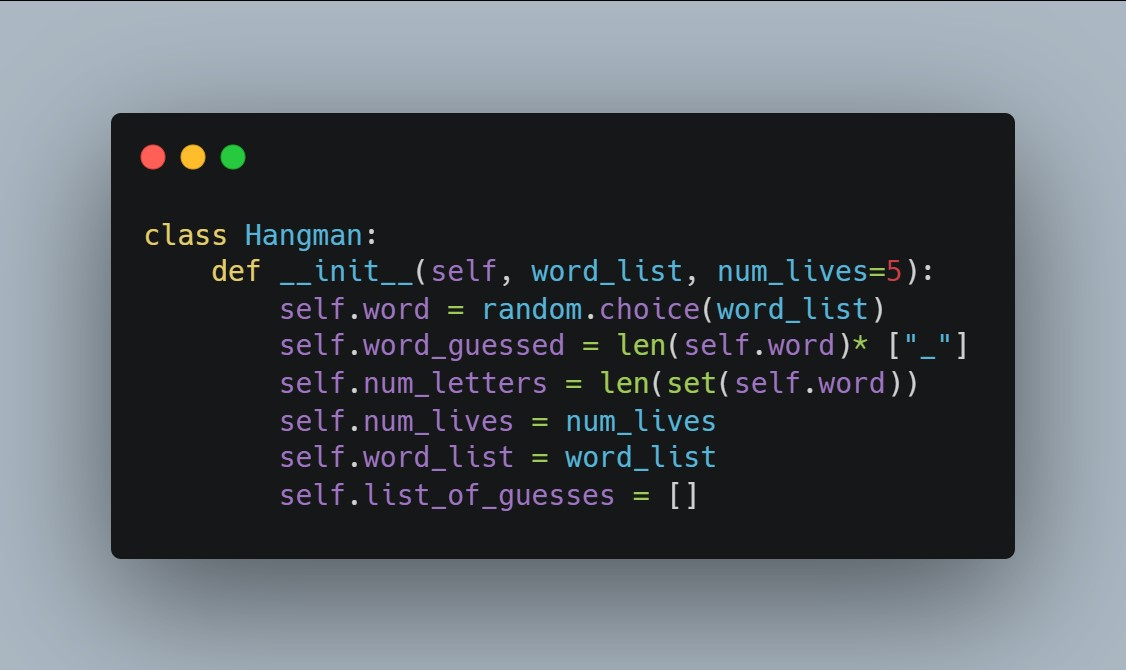 class Hangman:
    def __init__(self, word_list, num_lives=5):
        self.word = random.choice(word_list)
        self.word_guessed = len(self.word)* ["_"]
        self.num_letters = len(set(self.word))
        self.num_lives = num_lives
        self.word_list = word_list
        self.list_of_guesses = []